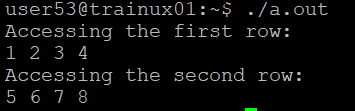 user53@trainux01:~$ ./a.out
Accessing the first row:
1 2 3 4
Accessing the second row:
5 6 7 8